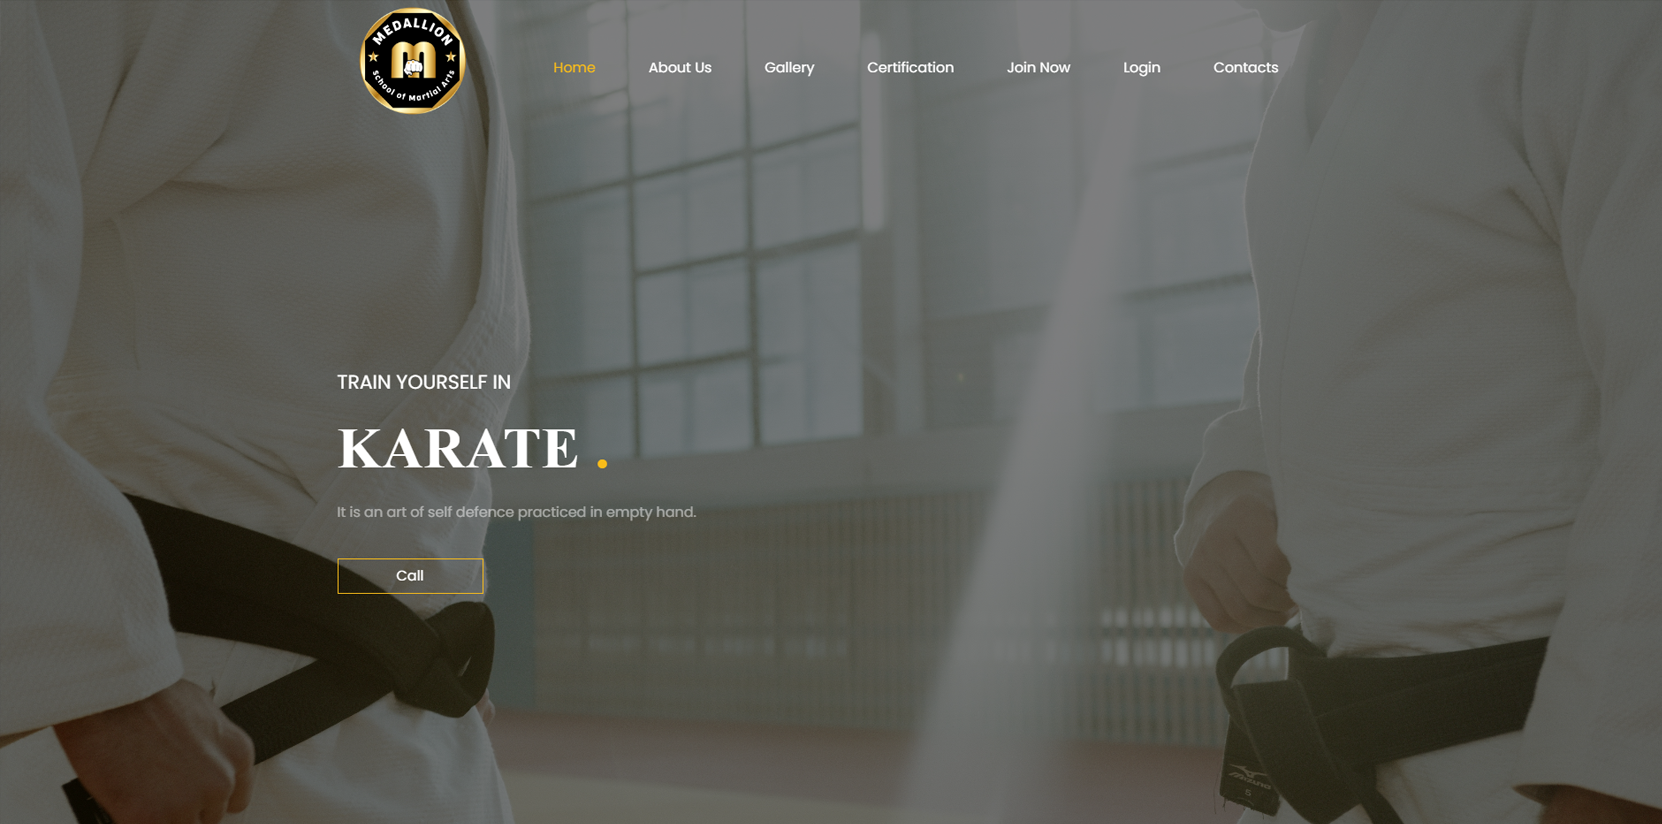 MEDALLION
School of Martial Arts
Home About Us Gallery Certification Join Now Login Contacts
TRAIN YOURSELF IN
KARATE .
It is an art of self defence practiced in empty hand.
Call
MIZUNO
S